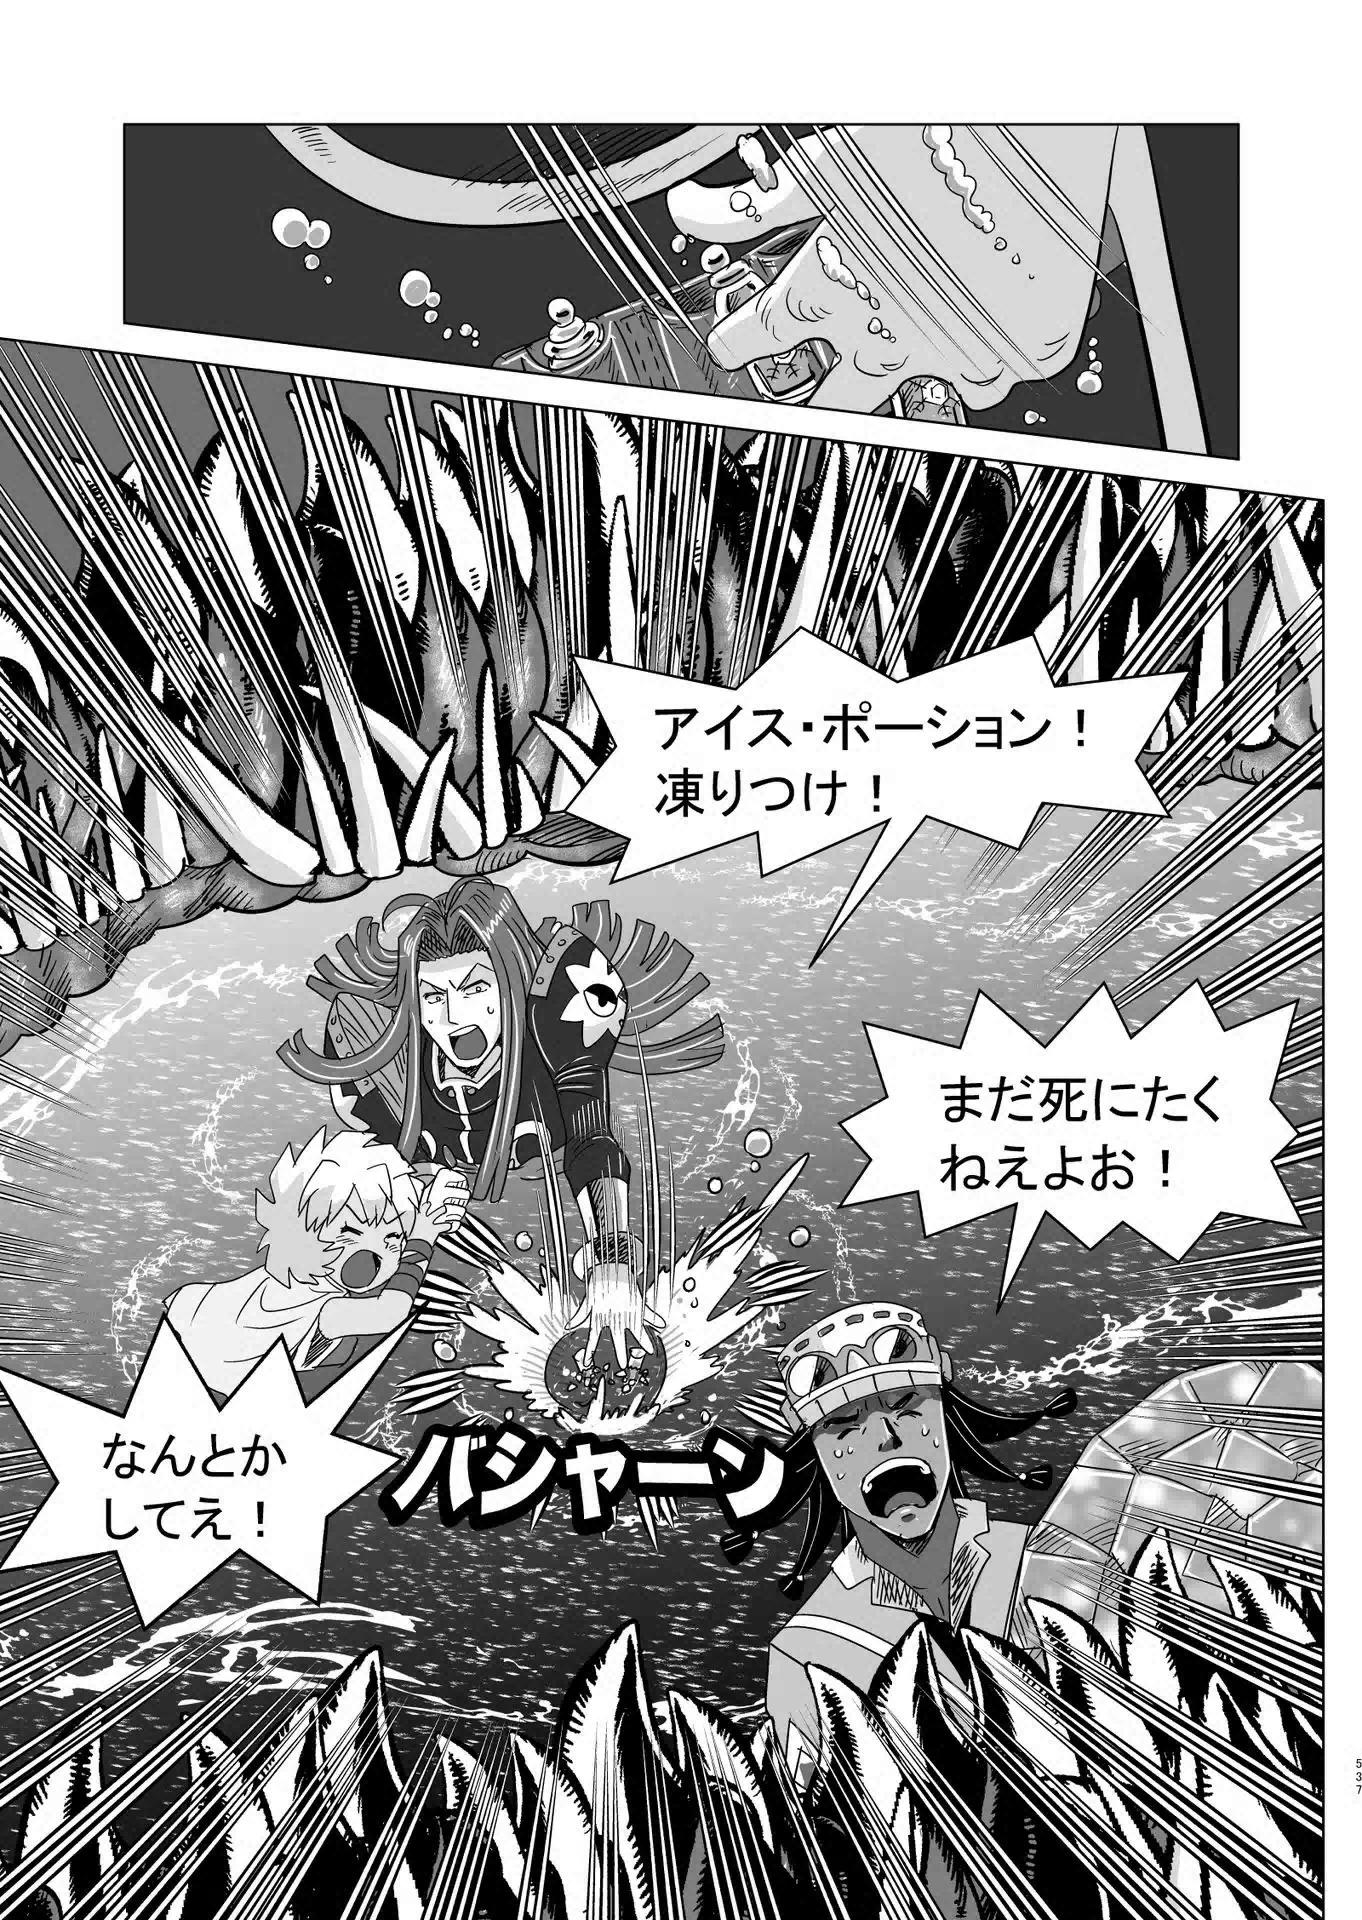 アイス・ポーション！
凍りつけ！
まだ死にたく
ねえよお！
なんとか
してえ！
バシャーン
537